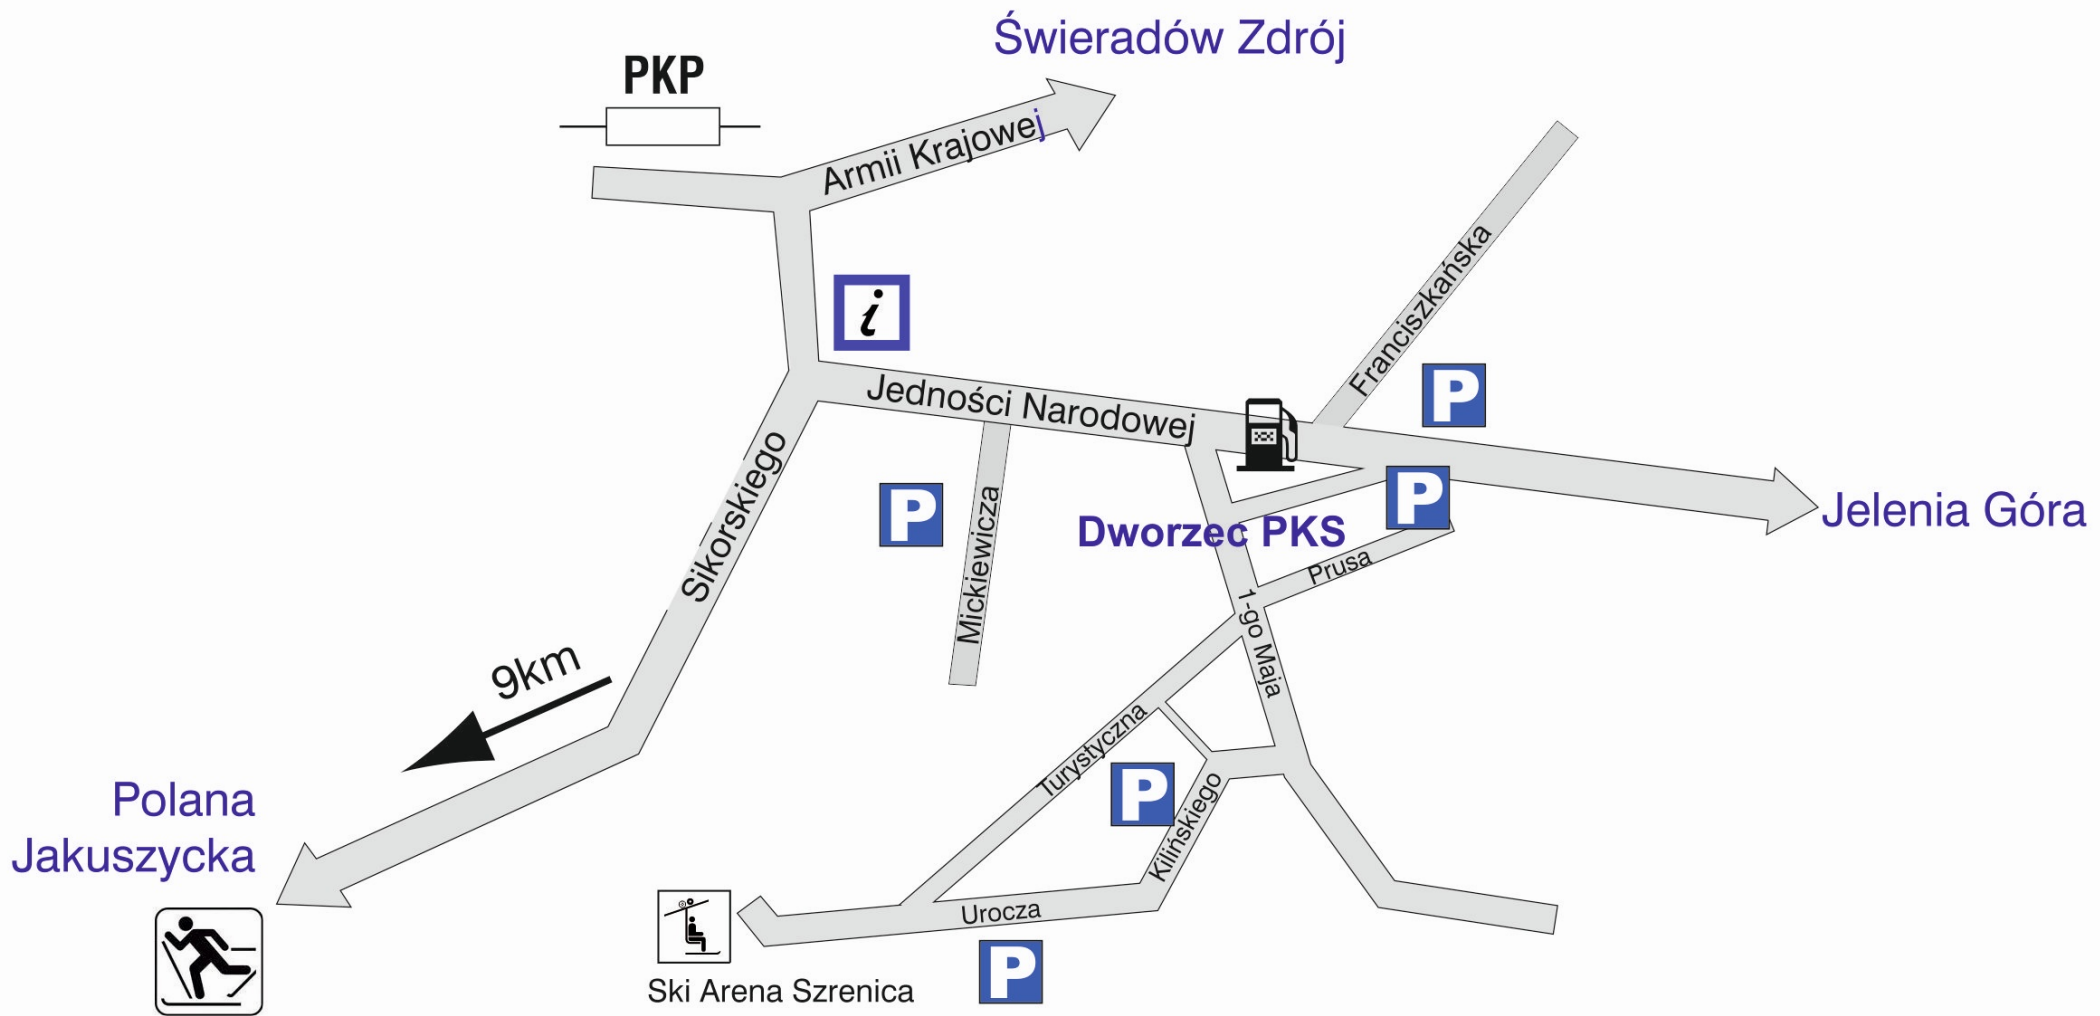 Świeradów Zdrój
PKP
Armii Krajowej
i
Franciszkańska
Jedności Narodowej
P
Sikorskiego
P
P
Jelenia Góra
Mickiewicza
Dworzec PKS
Prusa
1-go Maja
9km
Turystyczna
P
Kilińskiego
Polana
Jakuszycka
Urocza
P
Ski Arena Szrenica